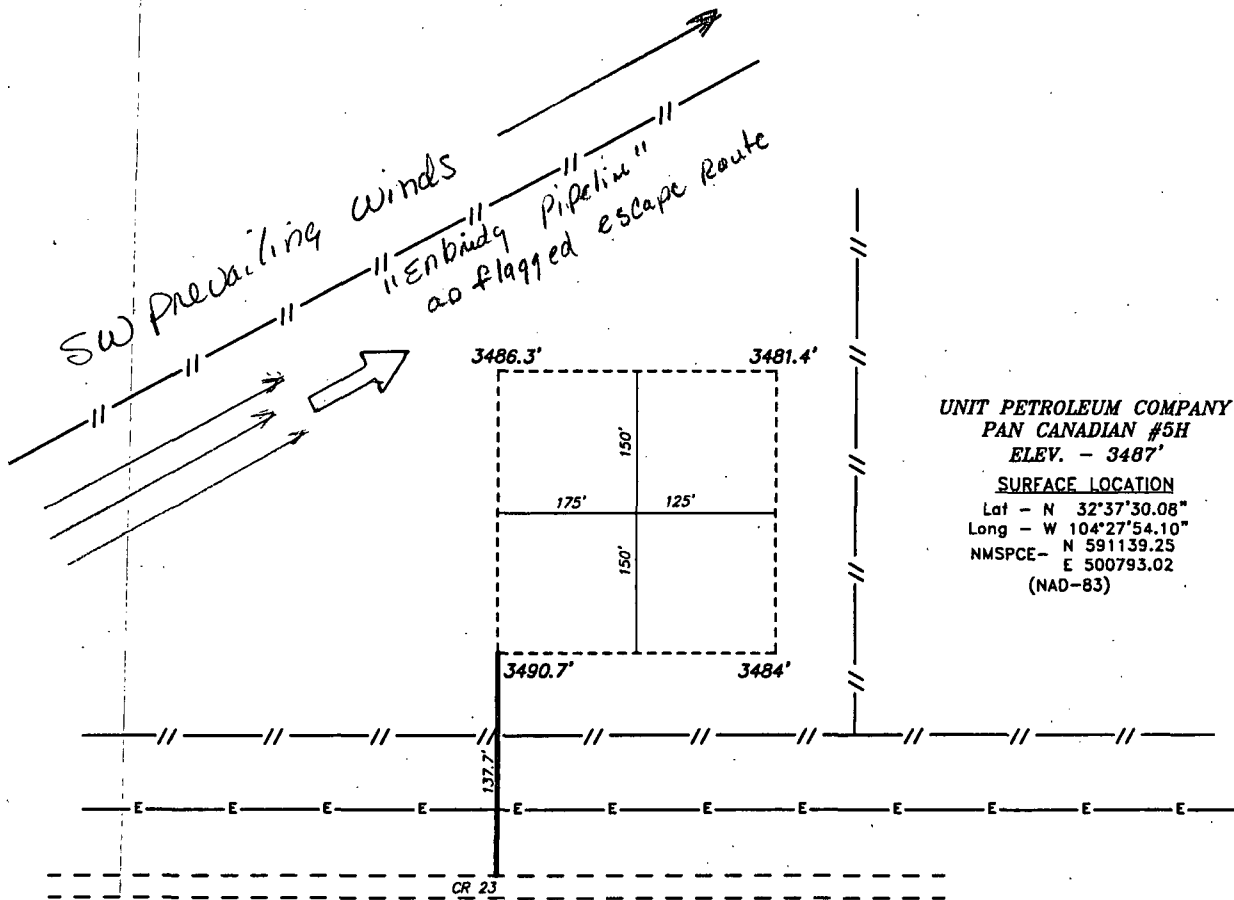 SW Prevailing Winds
"Enbridg Pipeline"
ao flagged escape Route
3486.3'
3481.4'
150'
175'
125'
150'
3490.7'
3484'
UNIT PETROLEUM COMPANY
PAN CANADIAN #5H
ELEV. - 3487'
SURFACE LOCATION
Lat - N 32°37'30.08"
Long - W 104°27'54.10"
NMSPCE- N 591139.25
E 500793.02
(NAD-83)
// // // // // // // // // //
137.7'
E E E E E E E E E E E E
CR 23